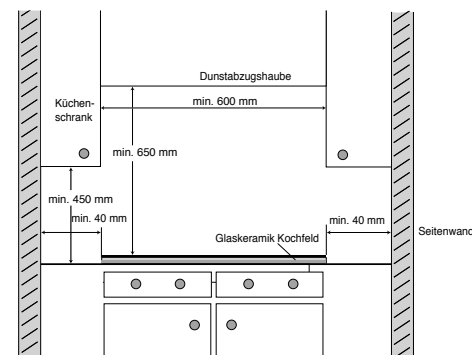 Dunstabzugshaube
min. 600 mm
Küchen-
schrank
min. 650 mm
min. 450 mm
min. 40 mm
min. 40 mm
Glaskeramik Kochfeld
Seitenwand